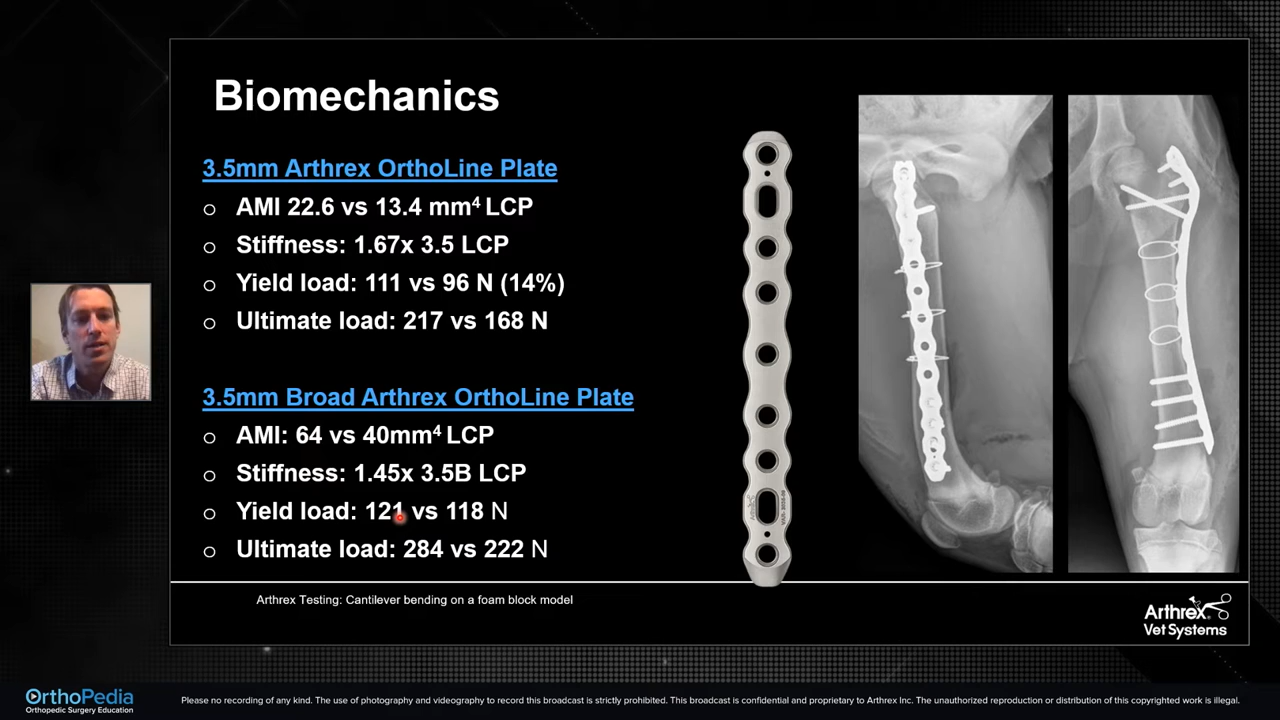 Biomechanics
3.5mm Arthrex OrthoLine Plate
AMI 22.6 vs 13.4 mm⁴ LCP
Stiffness: 1.67x 3.5 LCP
Yield load: 111 vs 96 N (14%)
Ultimate load: 217 vs 168 N
3.5mm Broad Arthrex OrthoLine Plate
AMI: 64 vs 40mm⁴ LCP
Stiffness: 1.45x 3.5B LCP
Yield load: 121 vs 118 N
Ultimate load: 284 vs 222 N
Arthrex Testing: Cantilever bending on a foam block model
Arthrex
Vet Systems
OrthoPedia
Orthopedic Surgery Education
Please no recording of any kind. The use of photography and videography to record this broadcast is strictly prohibited. This broadcast is confidential and proprietary to Arthrex Inc. The unauthorized reproduction or distribution of this copyrighted work is illegal.